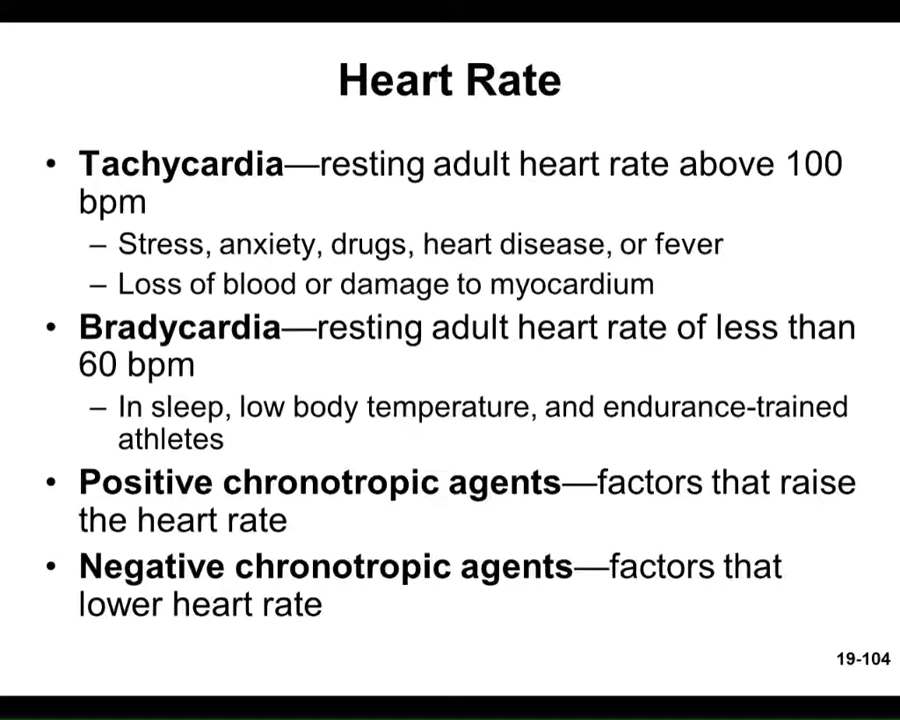 Heart Rate
• Tachycardia—resting adult heart rate above 100
bpm
– Stress, anxiety, drugs, heart disease, or fever
– Loss of blood or damage to myocardium
• Bradycardia—resting adult heart rate of less than
60 bpm
– In sleep, low body temperature, and endurance-trained
athletes
• Positive chronotropic agents—factors that raise
the heart rate
• Negative chronotropic agents—factors that
lower heart rate
19-104